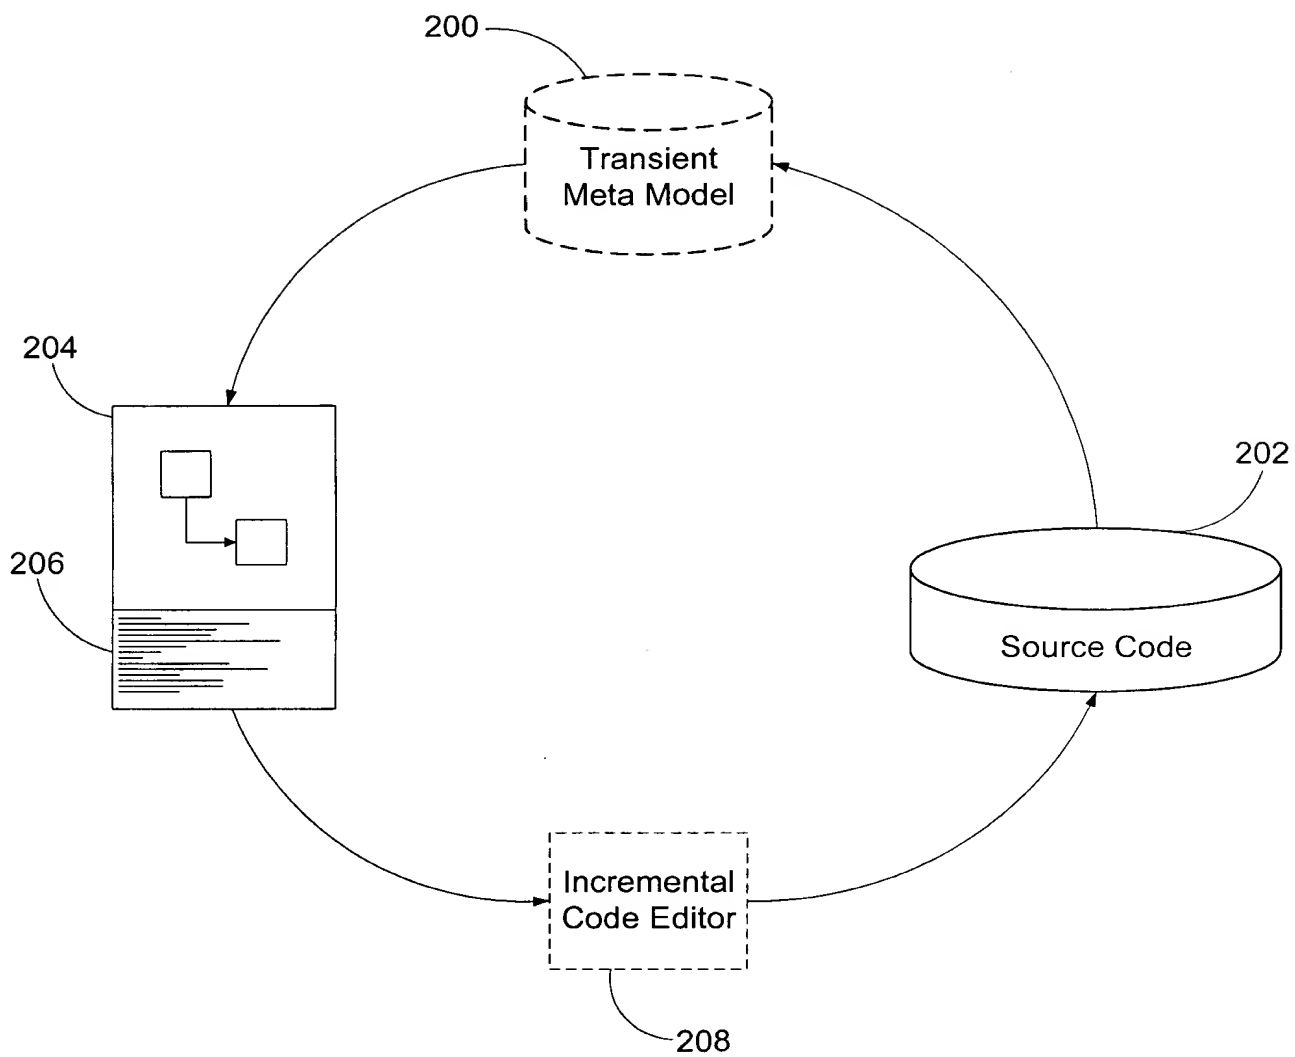 200
Transient
Meta Model
204
202
206
Source Code
Incremental
Code Editor
208